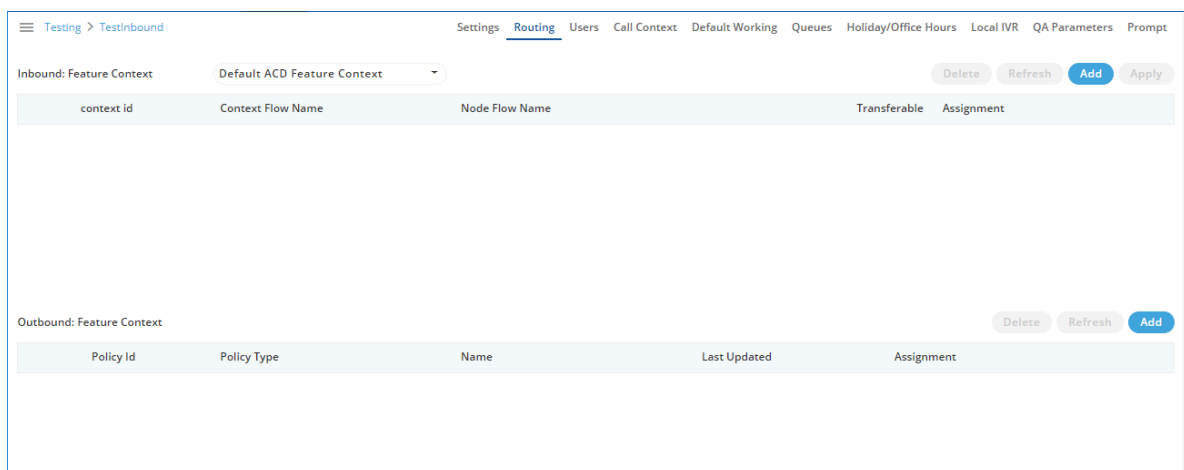 Testing > TestInbound Settings Routing Users Call Context Default Working Queues Holiday/Office Hours Local IVR QA Parameters Prompt
Inbound: Feature Context Default ACD Feature Context Delete Refresh Add Apply
context id Context Flow Name Node Flow Name Transferable Assignment
Outbound: Feature Context Delete Refresh Add
Policy Id Policy Type Name Last Updated Assignment